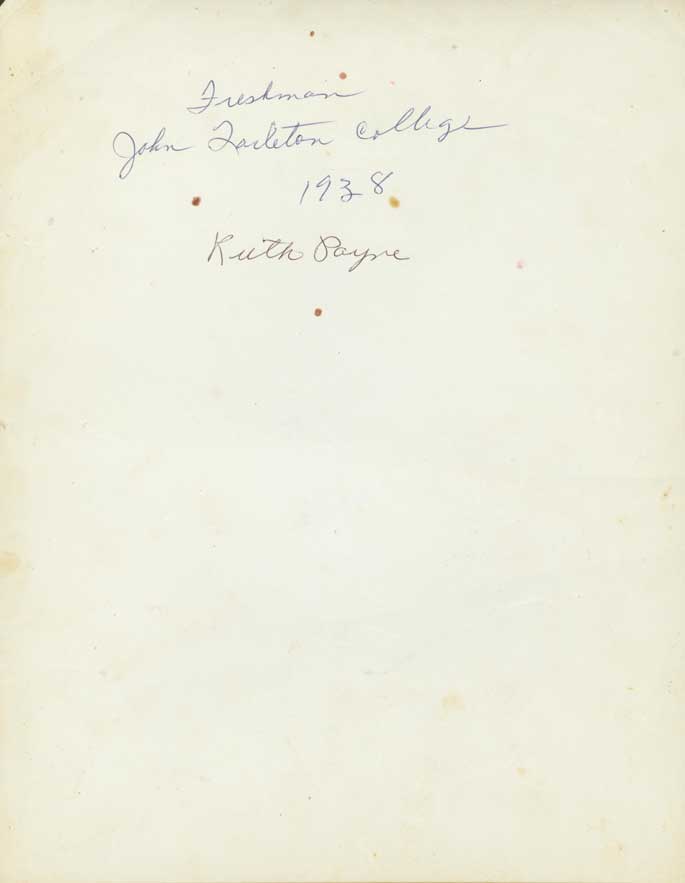 Freshman
John Tarleton College
1938
Ruth Payne